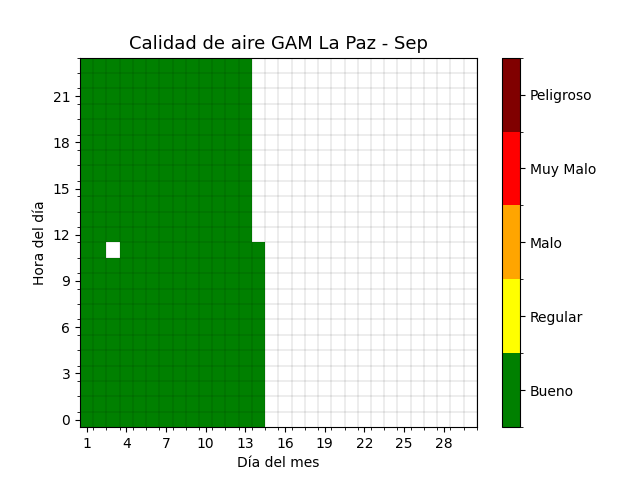 Calidad de aire GAM La Paz - Sep
Hora del día
21
18
15
12
9
6
3
0
1 4 7 10 13 16 19 22 25 28
Día del mes
Peligroso
Muy Malo
Malo
Regular
Bueno